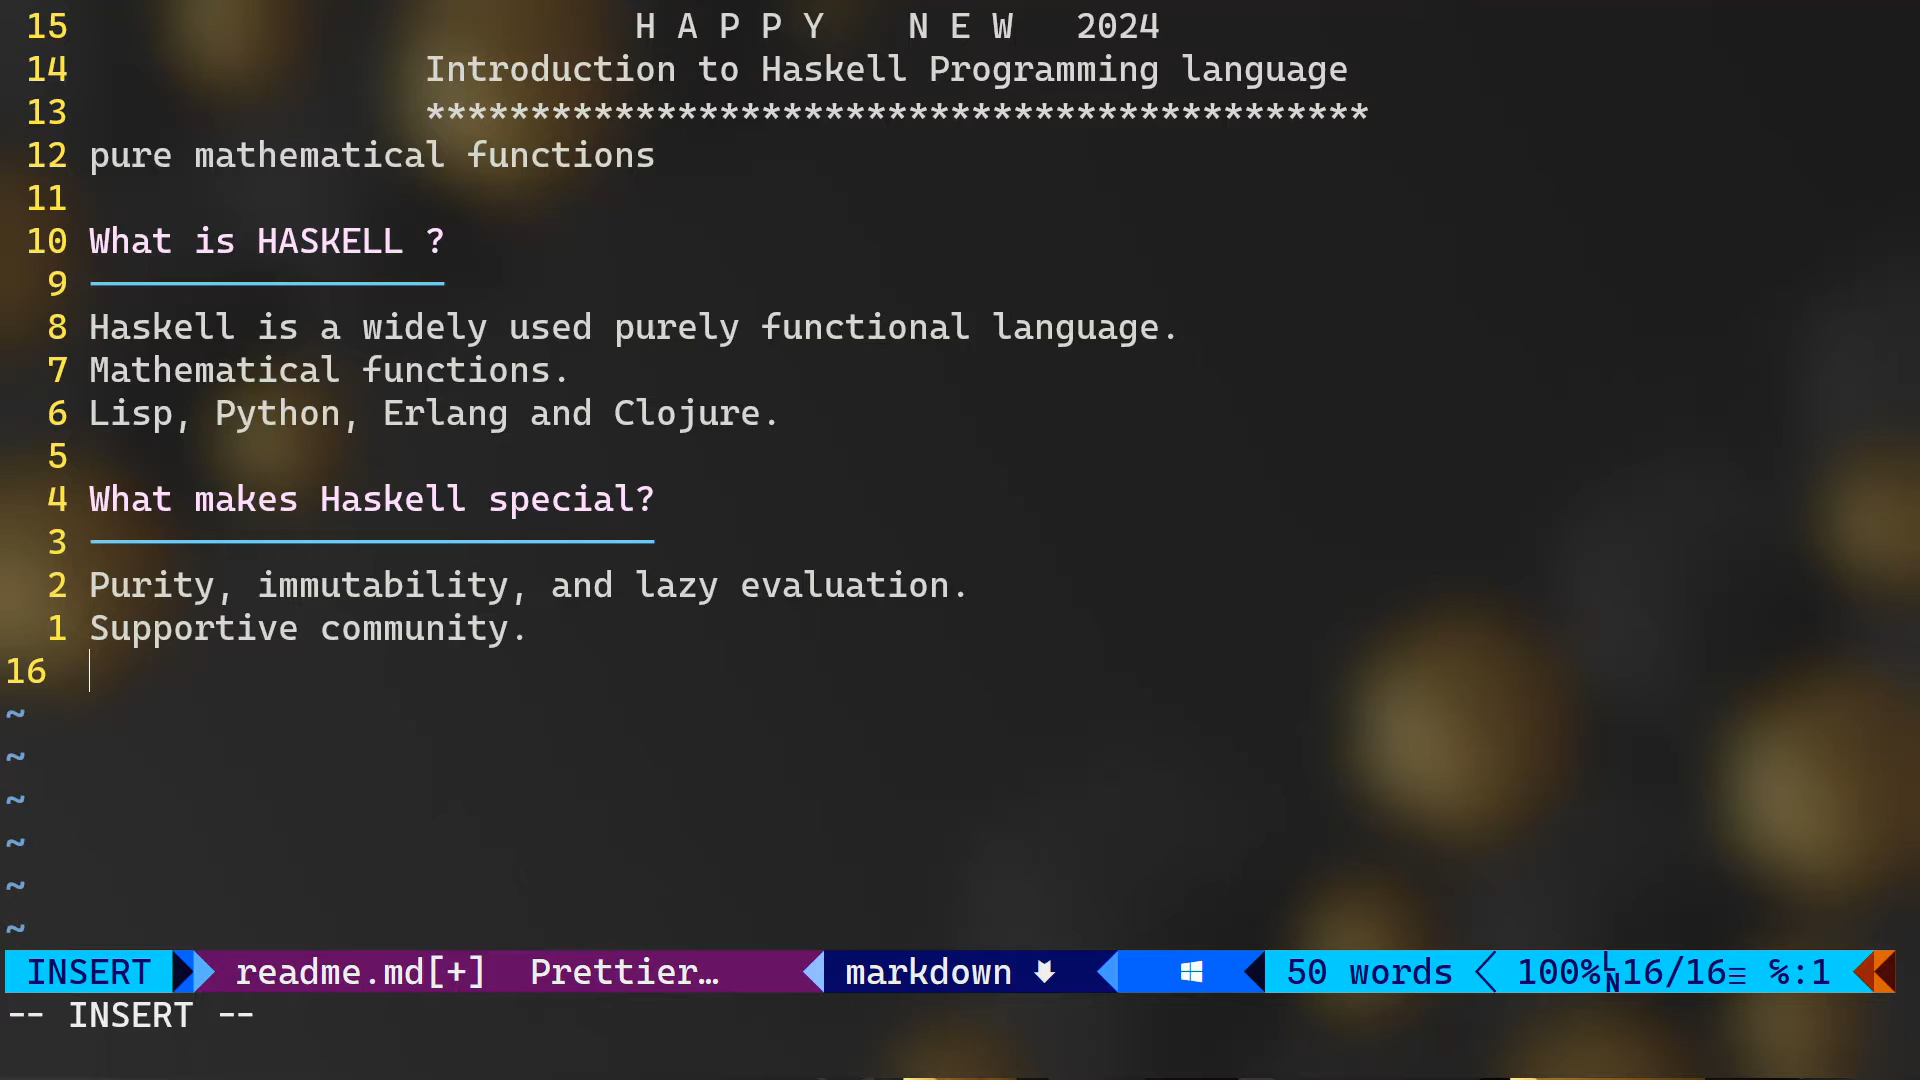 15 H A P P Y N E W 2024
14 Introduction to Haskell Programming language
13 *********************************************
12 pure mathematical functions
11
10 What is HASKELL ?
9
8 Haskell is a widely used purely functional language.
7 Mathematical functions.
6 Lisp, Python, Erlang and Clojure.
5
4 What makes Haskell special?
3
2 Purity, immutability, and lazy evaluation.
1 Supportive community.
16
~
~
~
~
~
~
INSERT readme.md[+] Prettier… markdown 50 words 100% LN 16/16≡ %:1
-- INSERT --